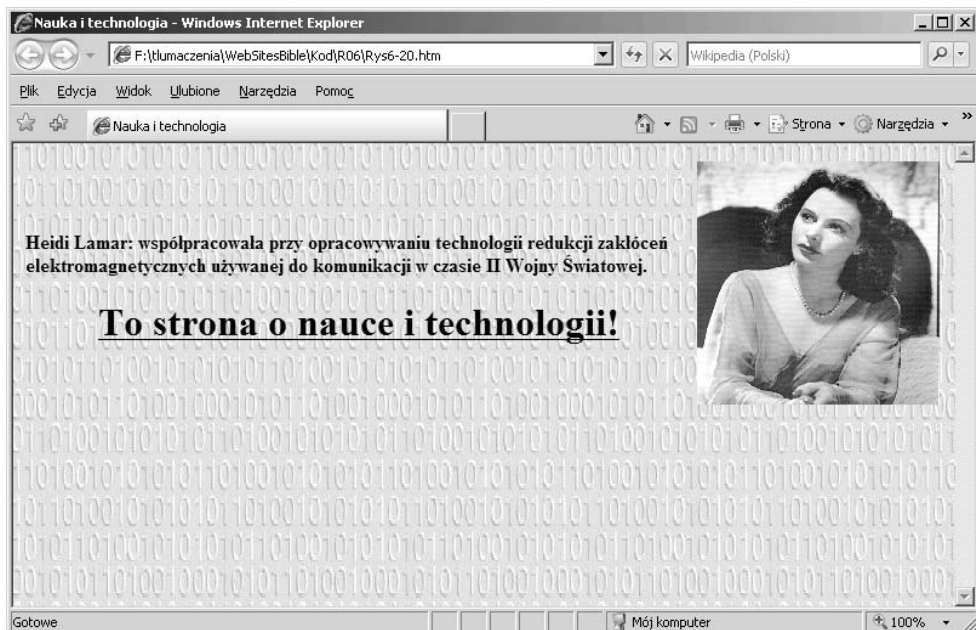 Nauka i technologia - Windows Internet Explorer
F:\tlumaczenia\WebSitesBible\Kod\R06\Rys6-20.htm
Wikipedia (Polski)
Plik Edycja Widok Ulubione Narzędzia Pomoc
Nauka i technologia
Strona
Narzędzia
Heidi Lamar: współpracowała przy opracowywaniu technologii redukcji zakłóceń
elektromagnetycznych używanej do komunikacji w czasie II Wojny Światowej.
To strona o nauce i technologii!
Gotowe
Mój komputer
100%